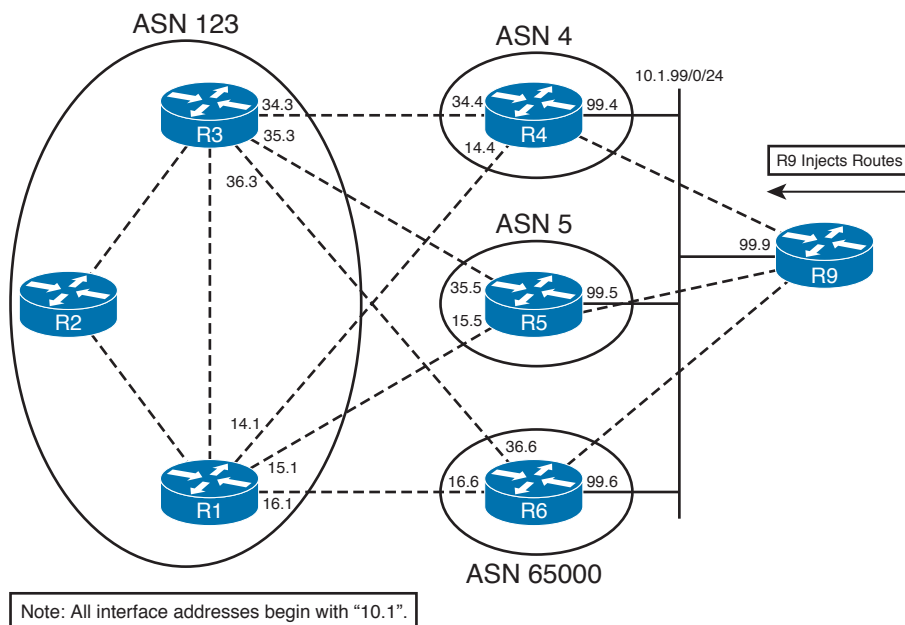 ASN 123
ASN 4
10.1.99/0/24
34.3
34.4
99.4
R3
R4
35.3
14.4
36.3
R9 Injects Routes
ASN 5
99.9
R9
35.5
99.5
R2
R5
15.5
14.1
36.6
15.1
16.6
99.6
R1
16.1
R6
ASN 65000
Note: All interface addresses begin with “10.1”.